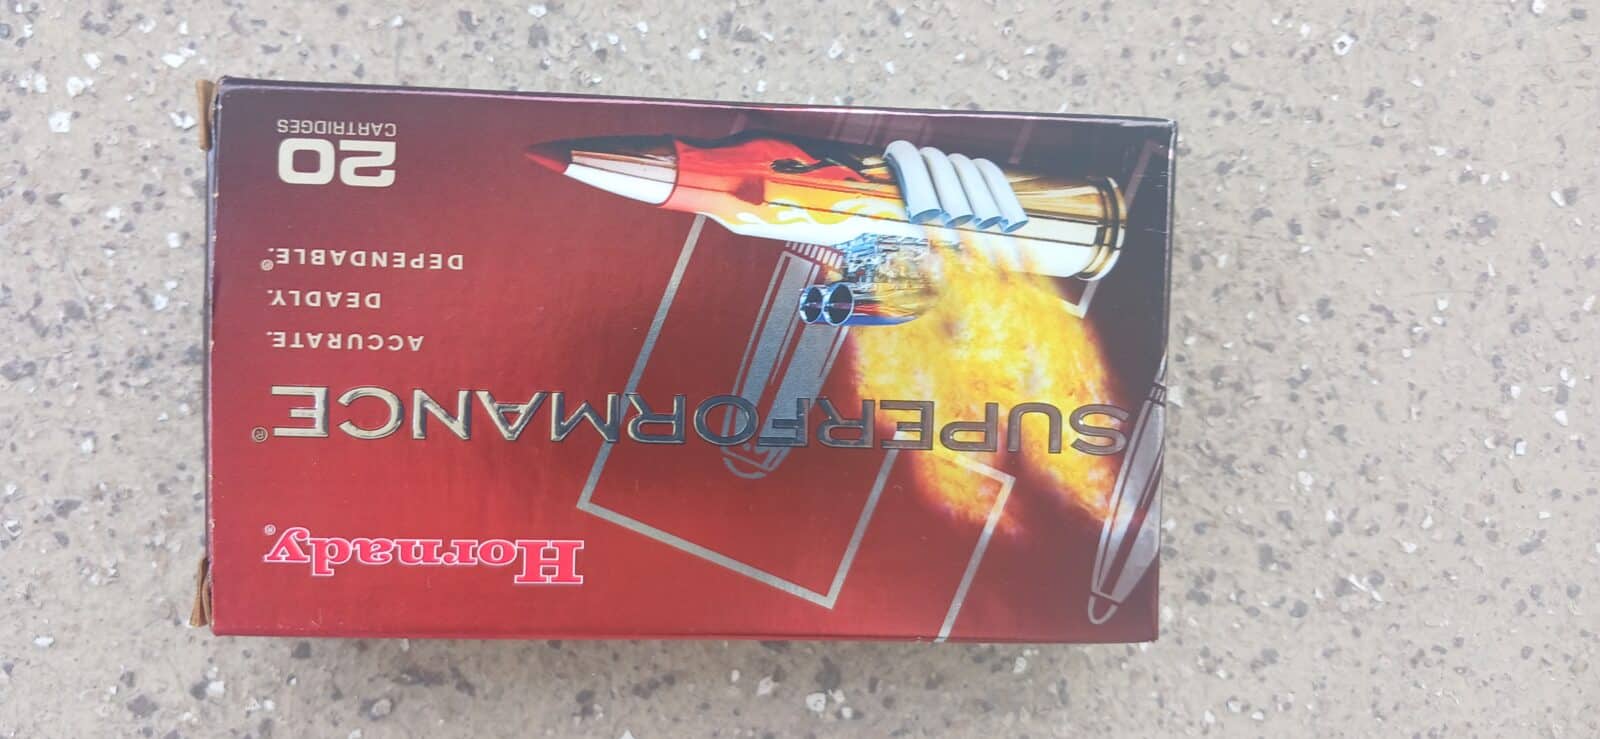 Hornady®
SUPERFORMANCE®
ACCURATE.
DEADLY.
DEPENDABLE.®
20
CARTRIDGES